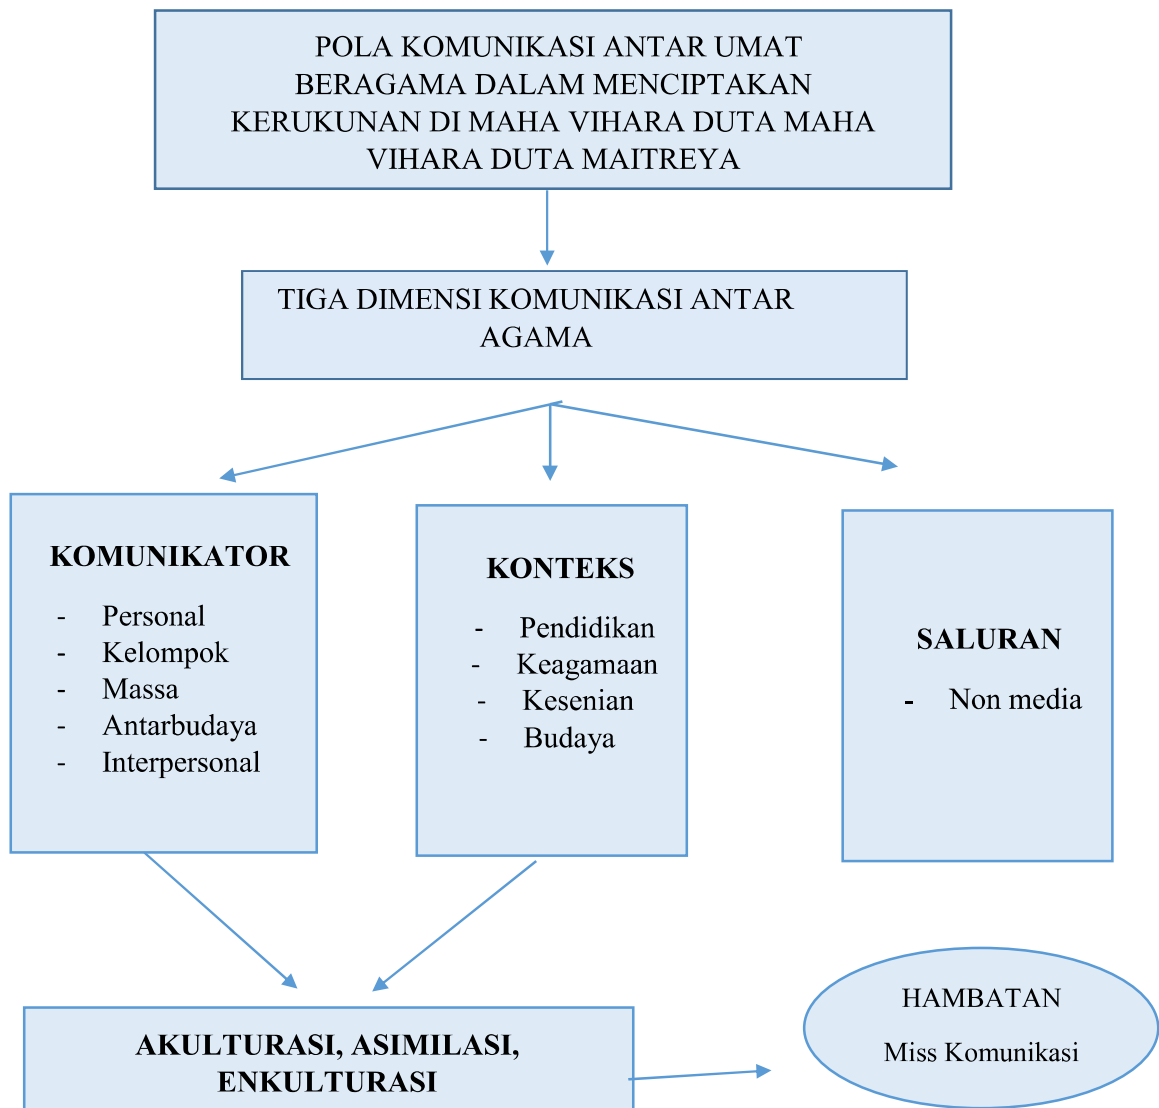 POLA KOMUNIKASI ANTAR UMAT
BERAGAMA DALAM MENCIPTAKAN
KERUKUNAN DI MAHA VIHARA DUTA MAHA
VIHARA DUTA MAITREYA
TIGA DIMENSI KOMUNIKASI ANTAR
AGAMA
KOMUNIKATOR
- Personal
- Kelompok
- Massa
- Antarbudaya
- Interpersonal
KONTEKS
- Pendidikan
- Keagamaan
- Kesenian
- Budaya
SALURAN
- Non media
AKULTURASI, ASIMILASI,
ENKULTURASI
HAMBATAN
Miss Komunikasi